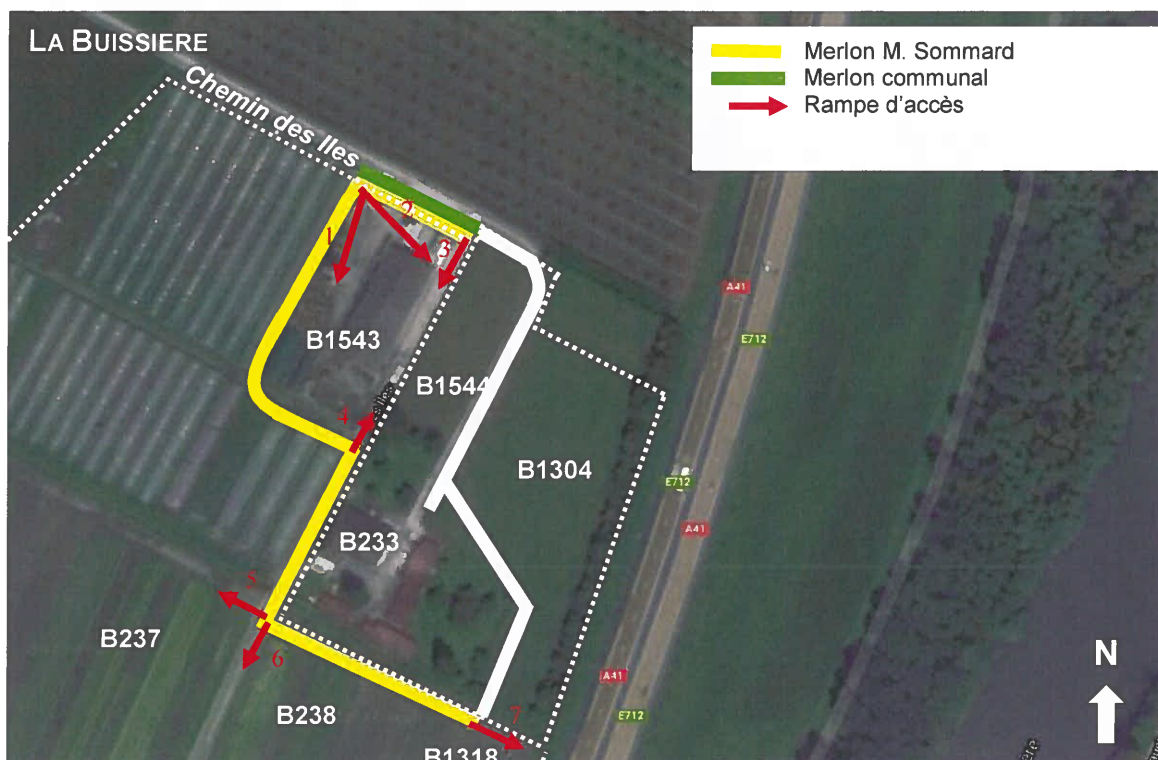 LA BUISSIERE
Merlon M. Sommard
Merlon communal
Rampe d'accès
Chemin des Iles
1
2
3
B1543
B1544
4
B1304
B233
5
6
B237
B238
7
B1318
A41
E712
E712
A41
A41
E712
N